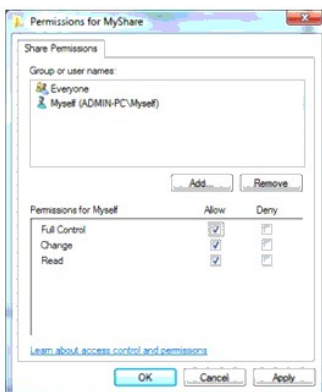 Permissions for MyShare
Share Permissions
Group or user names:
Everyone
Myself (ADMIN-PC\Myself)
Add...
Remove
Permissions for Myself
Allow
Deny
Full Control
Change
Read
Learn about access control and permissions
OK
Cancel
Apply